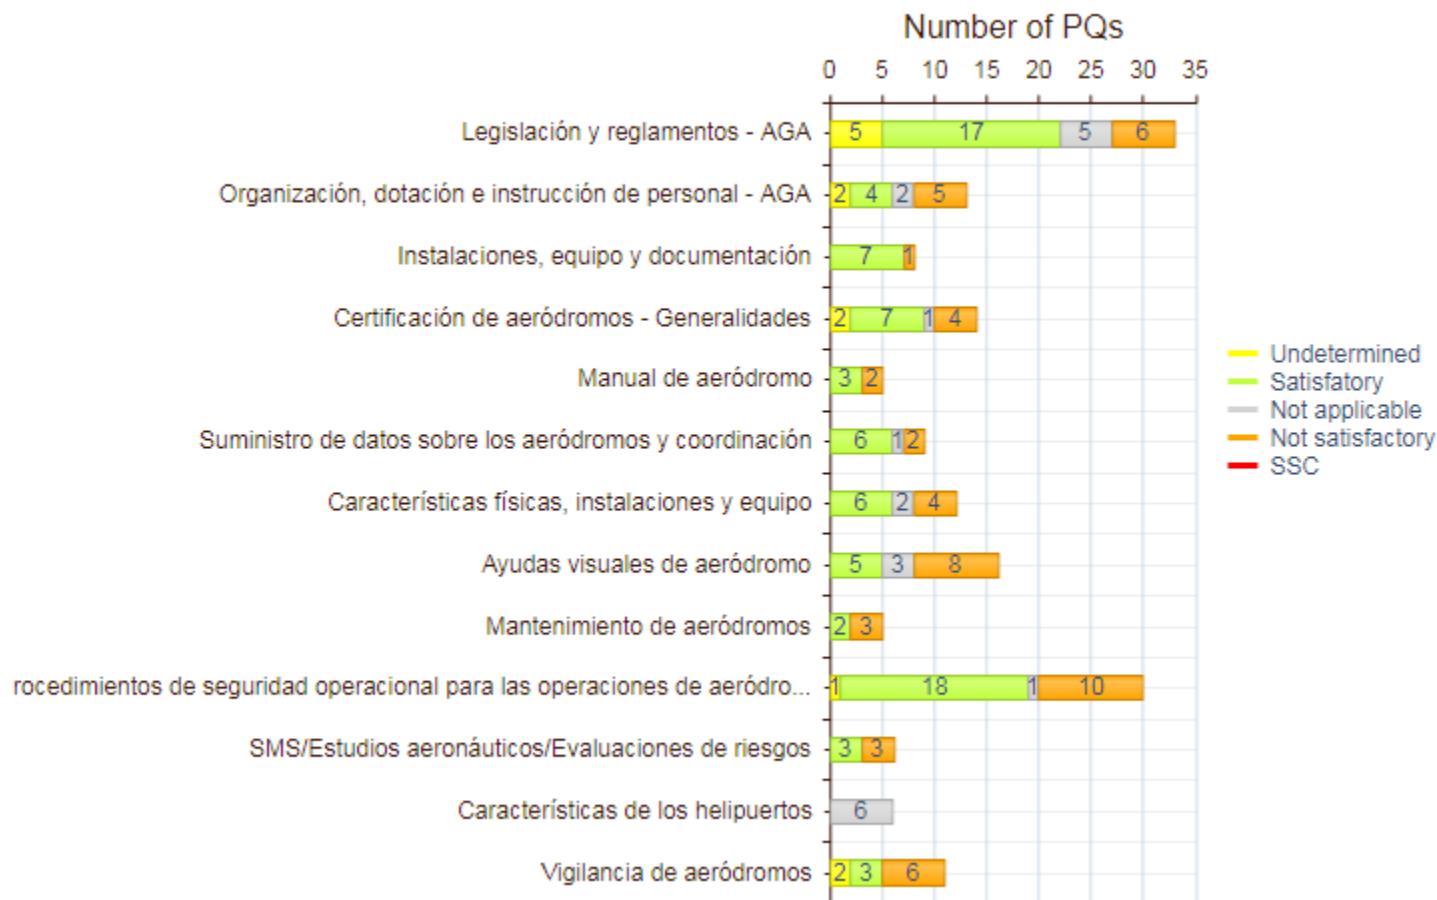 Number of PQs
0 5 10 15 20 25 30 35
Legislación y reglamentos - AGA 5 17 5 6
Organización, dotación e instrucción de personal - AGA 2 4 2 5
Instalaciones, equipo y documentación 7 1
Certificación de aeródromos - Generalidades 2 7 1 4
Manual de aeródromo 3 2
Suministro de datos sobre los aeródromos y coordinación 6 1 2
Características físicas, instalaciones y equipo 6 2 4
Ayudas visuales de aeródromo 5 3 8
Mantenimiento de aeródromos 2 3
rocedimientos de seguridad operacional para las operaciones de aeródro... 1 18 1 10
SMS/Estudios aeronáuticos/Evaluaciones de riesgos 3 3
Características de los helipuertos 6
Vigilancia de aeródromos 2 3 6
Undetermined
Satisfatory
Not applicable
Not satisfactory
SSC